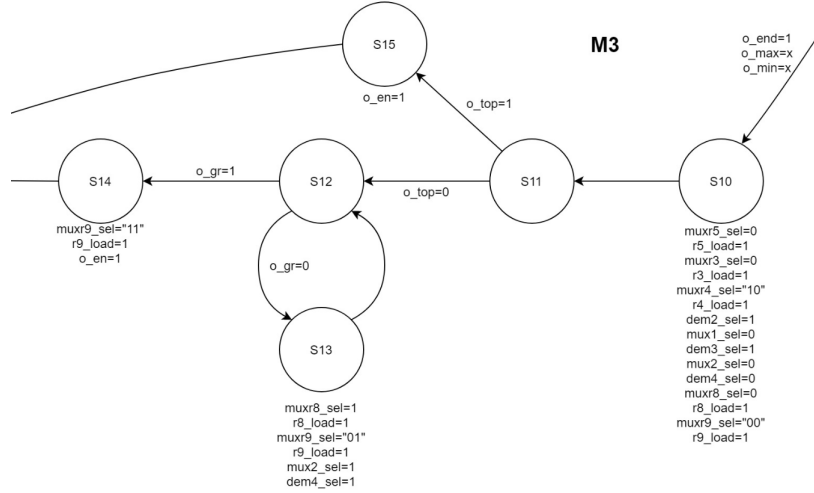 S15
M3
o_end=1
o_max=x
o_min=x
o_en=1
o_top=1
S14
o_gr=1
S12
o_top=0
S11
S10
muxr9_sel="11"
r9_load=1
o_en=1
o_gr=0
S13
muxr8_sel=1
r8_load=1
muxr9_sel="01"
r9_load=1
mux2_sel=1
dem4_sel=1
muxr5_sel=0
r5_load=1
muxr3_sel=0
r3_load=1
muxr4_sel="10"
r4_load=1
dem2_sel=1
mux1_sel=0
dem3_sel=1
mux2_sel=0
dem4_sel=0
muxr8_sel=0
r8_load=1
muxr9_sel="00"
r9_load=1